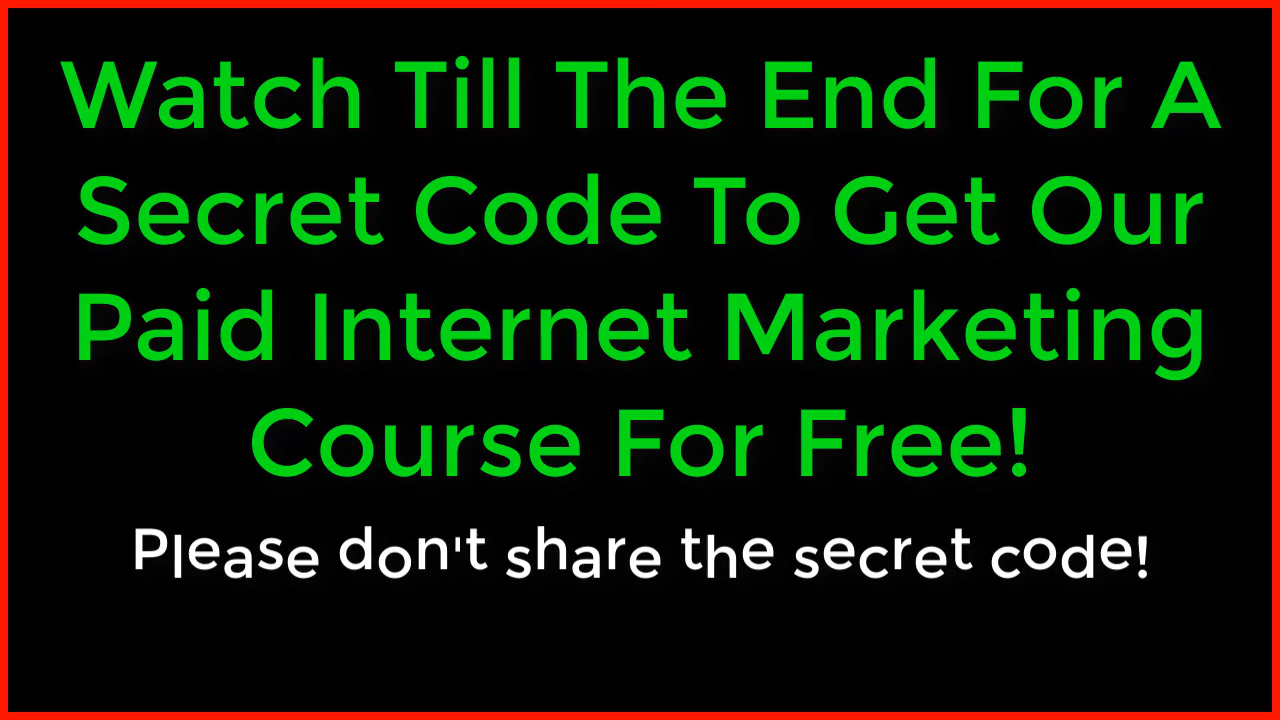 Watch Till The End For A
Secret Code To Get Our
Paid Internet Marketing
Course For Free!
Please don't share the secret code!